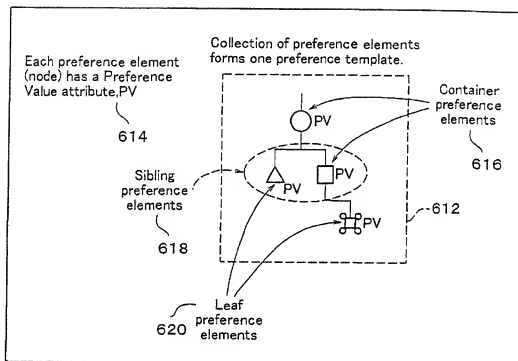 Collection of preference elements
forms one preference template.
Each preference element
(node) has a Preference
Value attribute,PV
614
Container
preference
elements
616
PV
Sibling
preference
elements
618
PV
PV
PV
612
Leaf
preference
elements
620